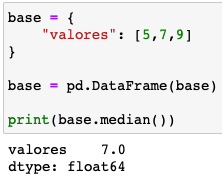 base = {
    "valores": [5,7,9]
}
base = pd.DataFrame(base)
print(base.median())
valores    7.0
dtype: float64